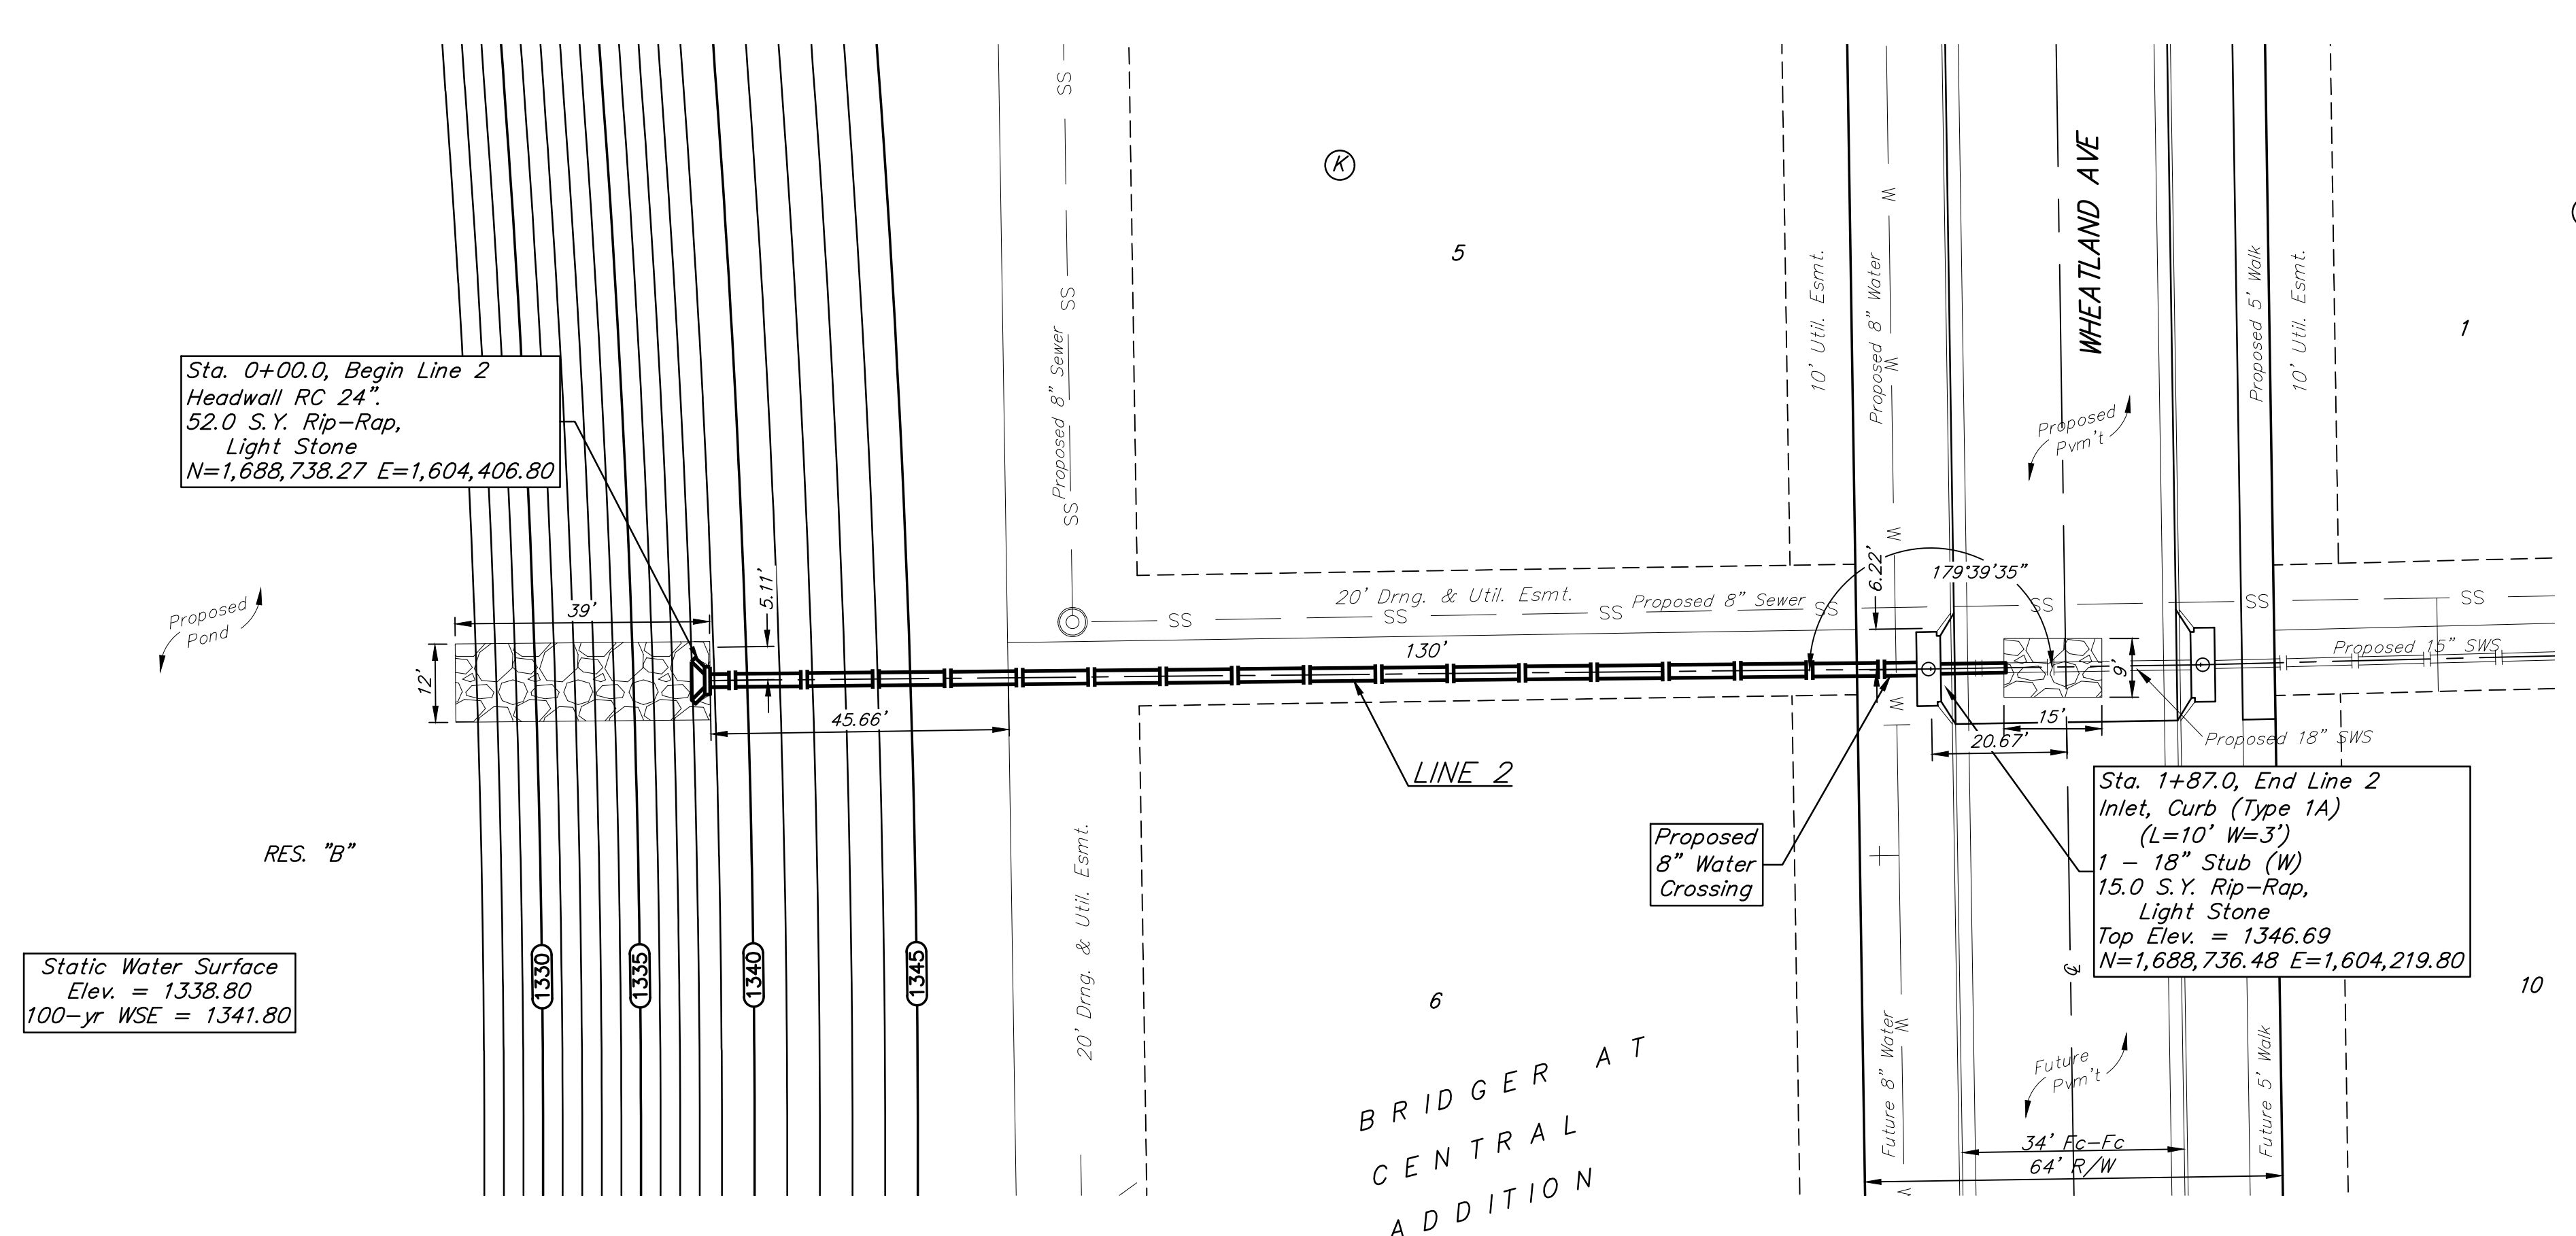 Sta. 0+00.0, Begin Line 2
Headwall RC 24".
52.0 S.Y. Rip-Rap,
Light Stone
N=1,688,738.27 E=1,604,406.80
Proposed
Pond
RES. "B"
Static Water Surface
Elev. = 1338.80
100-yr WSE = 1341.80
12'
39'
5.11'
45.66'
1330
1335
1340
1345
SS
Proposed 8" Sewer
SS
SS
SS
20' Drng. & Util. Esmt.
K
5
20' Drng. & Util. Esmt.
SS
SS
SS
Proposed 8" Sewer
SS
130'
LINE 2
6
BRIDGER AT
CENTRAL
ADDITION
10' Util. Esmt.
Proposed 8" Water
W
W
W
W
W
W
6.22'
179°39'35"
Proposed
8" Water
Crossing
Future 8" Water
WHEATLAND AVE
Proposed
Pvm't
SS
SS
SS
9'
15'
20.67'
Proposed 5' Walk
10' Util. Esmt.
1
Proposed 15" SWS
Proposed 18" SWS
Sta. 1+87.0, End Line 2
Inlet, Curb (Type 1A)
(L=10' W=3')
1 - 18" Stub (W)
15.0 S.Y. Rip-Rap,
Light Stone
Top Elev. = 1346.69
N=1,688,736.48 E=1,604,219.80
10
Future
Pvm't
Future 5' Walk
34' Fc-Fc
64' R/W